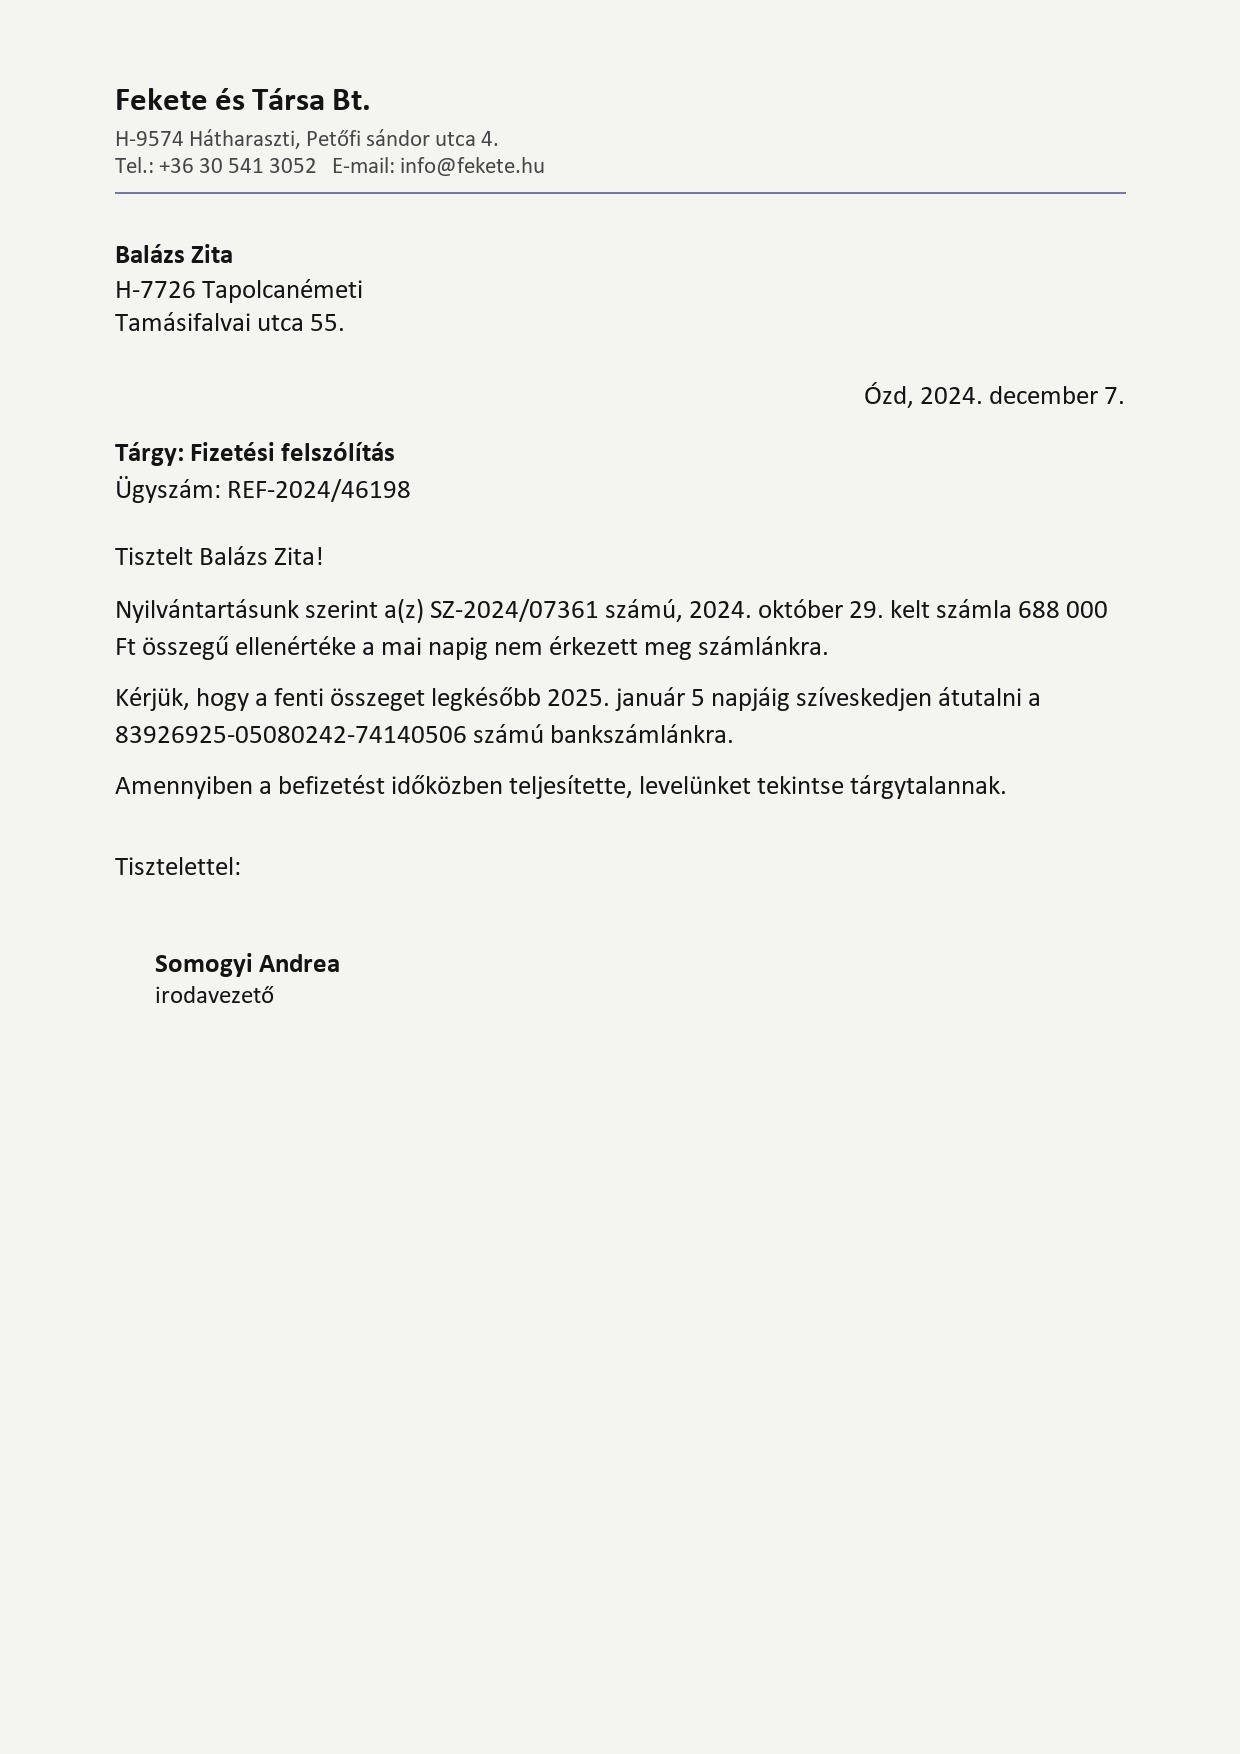 Fekete és Társa Bt.
H-9574 Hátharaszti, Petőfi sándor utca 4.
Tel.: +36 30 541 3052 E-mail: info@fekete.hu
Balázs Zita
H-7726 Tapolcanémeti
Tamásifalvai utca 55.
Ózd, 2024. december 7.
Tárgy: Fizetési felszólítás
Ügyszám: REF-2024/46198
Tisztelt Balázs Zita!
Nyilvántartásunk szerint a(z) SZ-2024/07361 számú, 2024. október 29. kelt számla 688 000
Ft összegű ellenértéke a mai napig nem érkezett meg számlánkra.
Kérjük, hogy a fenti összeget legkésőbb 2025. január 5 napjáig szíveskedjen átutalni a
83926925-05080242-74140506 számú bankszámlánkra.
Amennyiben a befizetést időközben teljesítette, levelünket tekintse tárgytalannak.
Tisztelettel:
Somogyi Andrea
irodavezető